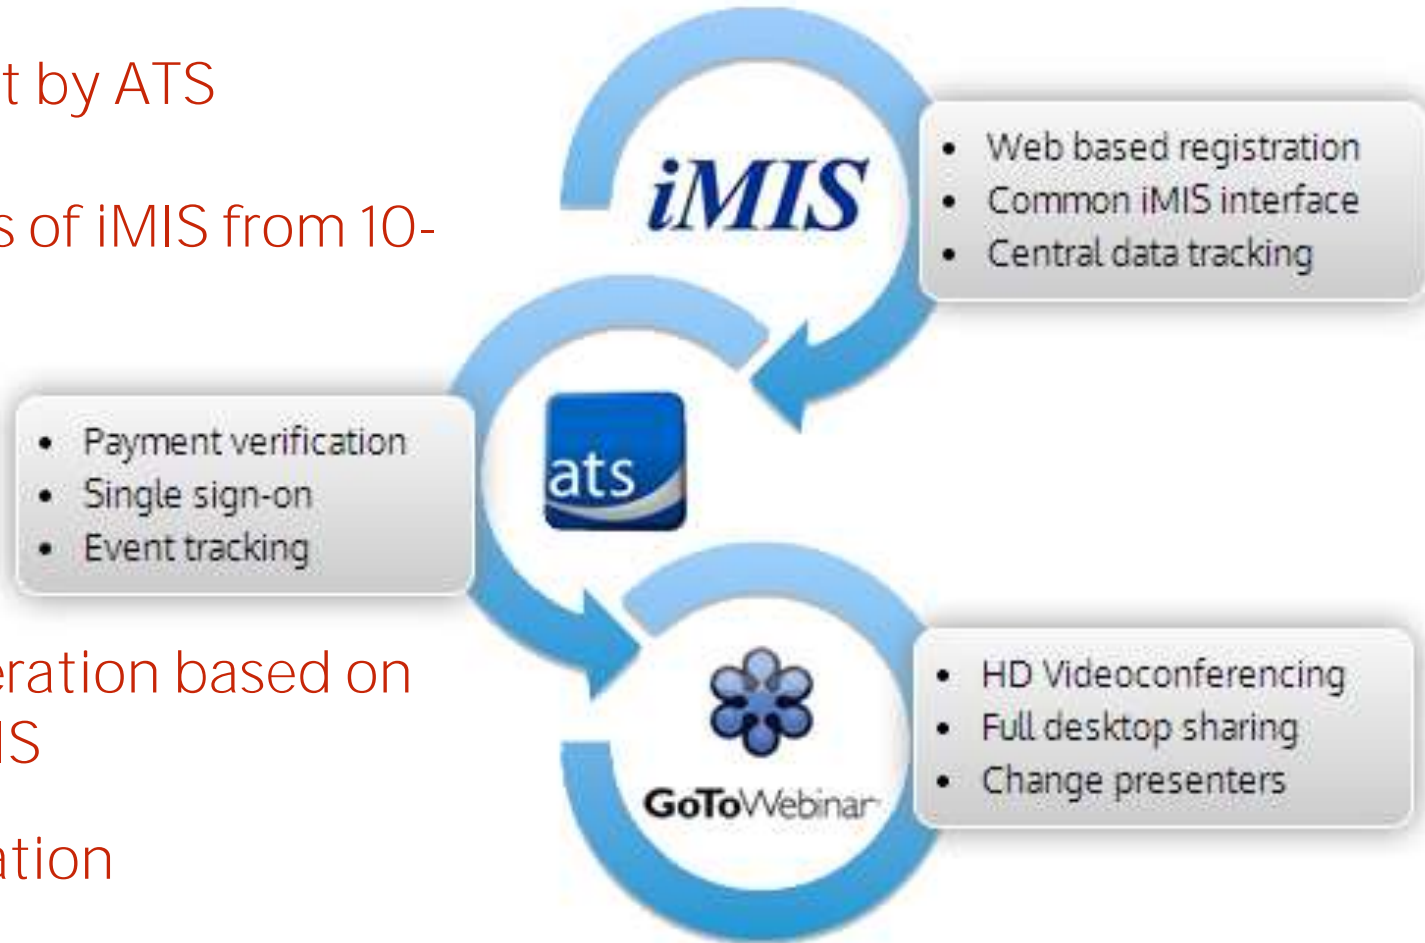 t by ATS
s of iMIS from 10-
eration based on
IS
ation
iMIS
• Web based registration
• Common iMIS interface
• Central data tracking
ats
• Payment verification
• Single sign-on
• Event tracking
GoToWebinar
• HD Videoconferencing
• Full desktop sharing
• Change presenters